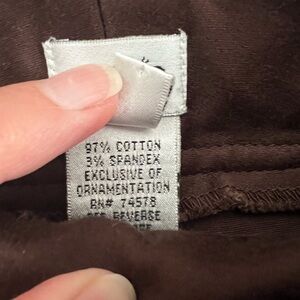 97% COTTON
3% SPANDEX
EXCLUSIVE OF
ORNAMENTATION
RN# 74578
SEE REVERSE